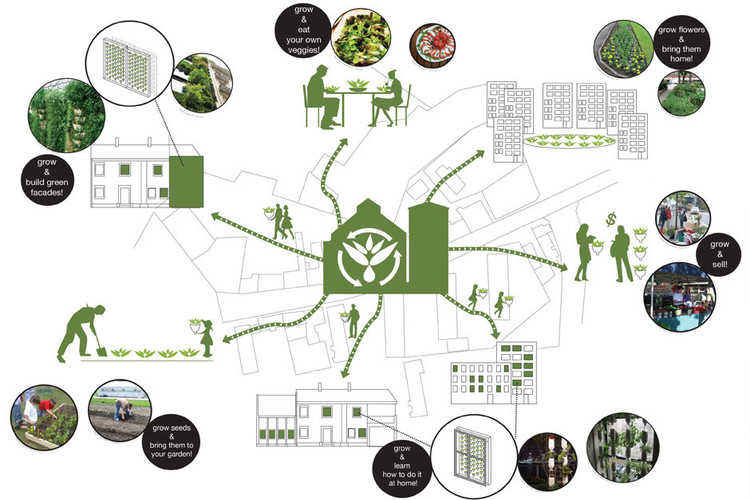 grow
&
eat
your own
veggies!
grow flowers
&
bring them
home!
grow
&
build green
facades!
$
grow
&
sell!
grow seeds
&
bring them to
your garden!
grow
&
learn
how to do it
at home!